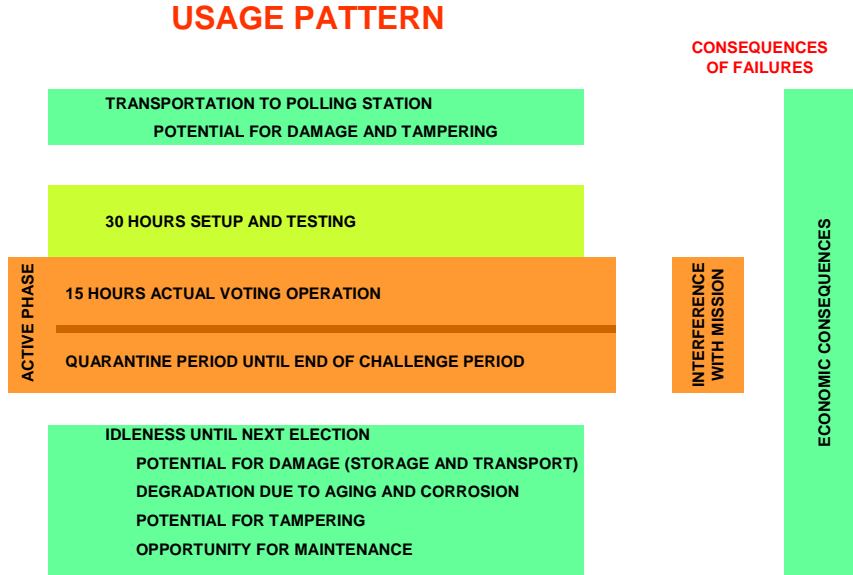 USAGE PATTERN
CONSEQUENCES
OF FAILURES
TRANSPORTATION TO POLLING STATION
POTENTIAL FOR DAMAGE AND TAMPERING
30 HOURS SETUP AND TESTING
ACTIVE PHASE
15 HOURS ACTUAL VOTING OPERATION
QUARANTINE PERIOD UNTIL END OF CHALLENGE PERIOD
INTERFERENCE
WITH MISSION
ECONOMIC CONSEQUENCES
IDLENESS UNTIL NEXT ELECTION
POTENTIAL FOR DAMAGE (STORAGE AND TRANSPORT)
DEGRADATION DUE TO AGING AND CORROSION
POTENTIAL FOR TAMPERING
OPPORTUNITY FOR MAINTENANCE